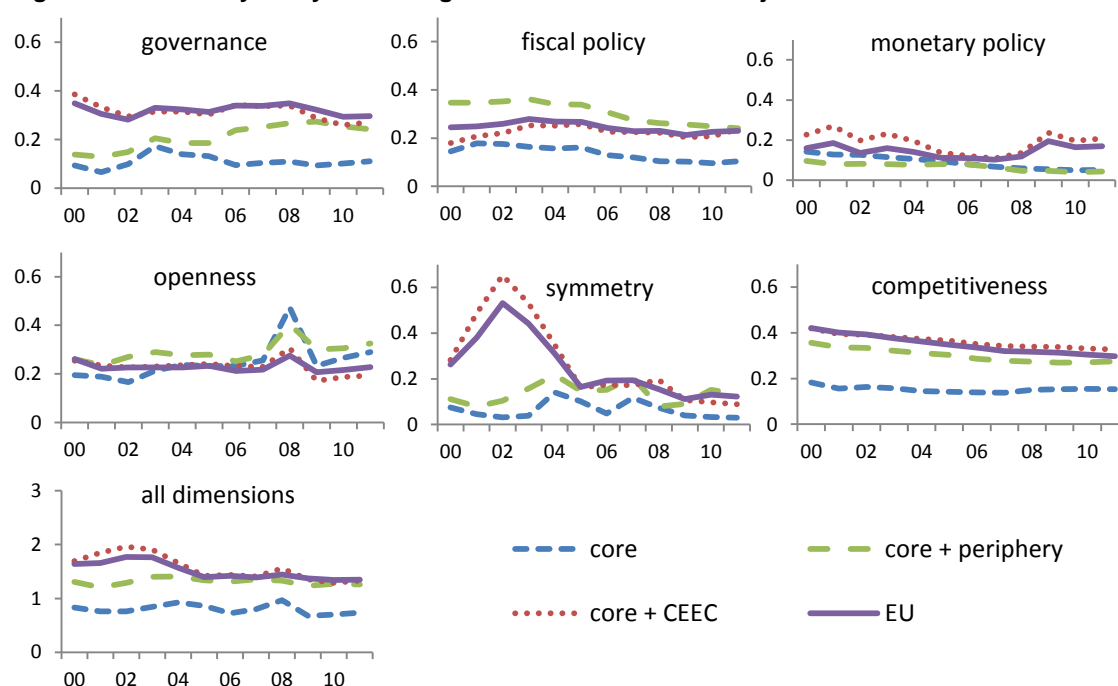 governance
0.6
0.4
0.2
0
00 02 04 06 08 10
fiscal policy
0.6
0.4
0.2
0
00 02 04 06 08 10
monetary policy
0.6
0.4
0.2
0
00 02 04 06 08 10
openness
0.6
0.4
0.2
0
00 02 04 06 08 10
symmetry
0.6
0.4
0.2
0
00 02 04 06 08 10
competitiveness
0.6
0.4
0.2
0
00 02 04 06 08 10
all dimensions
3
2
1
0
00 02 04 06 08 10
core
core + periphery
core + CEEC
EU